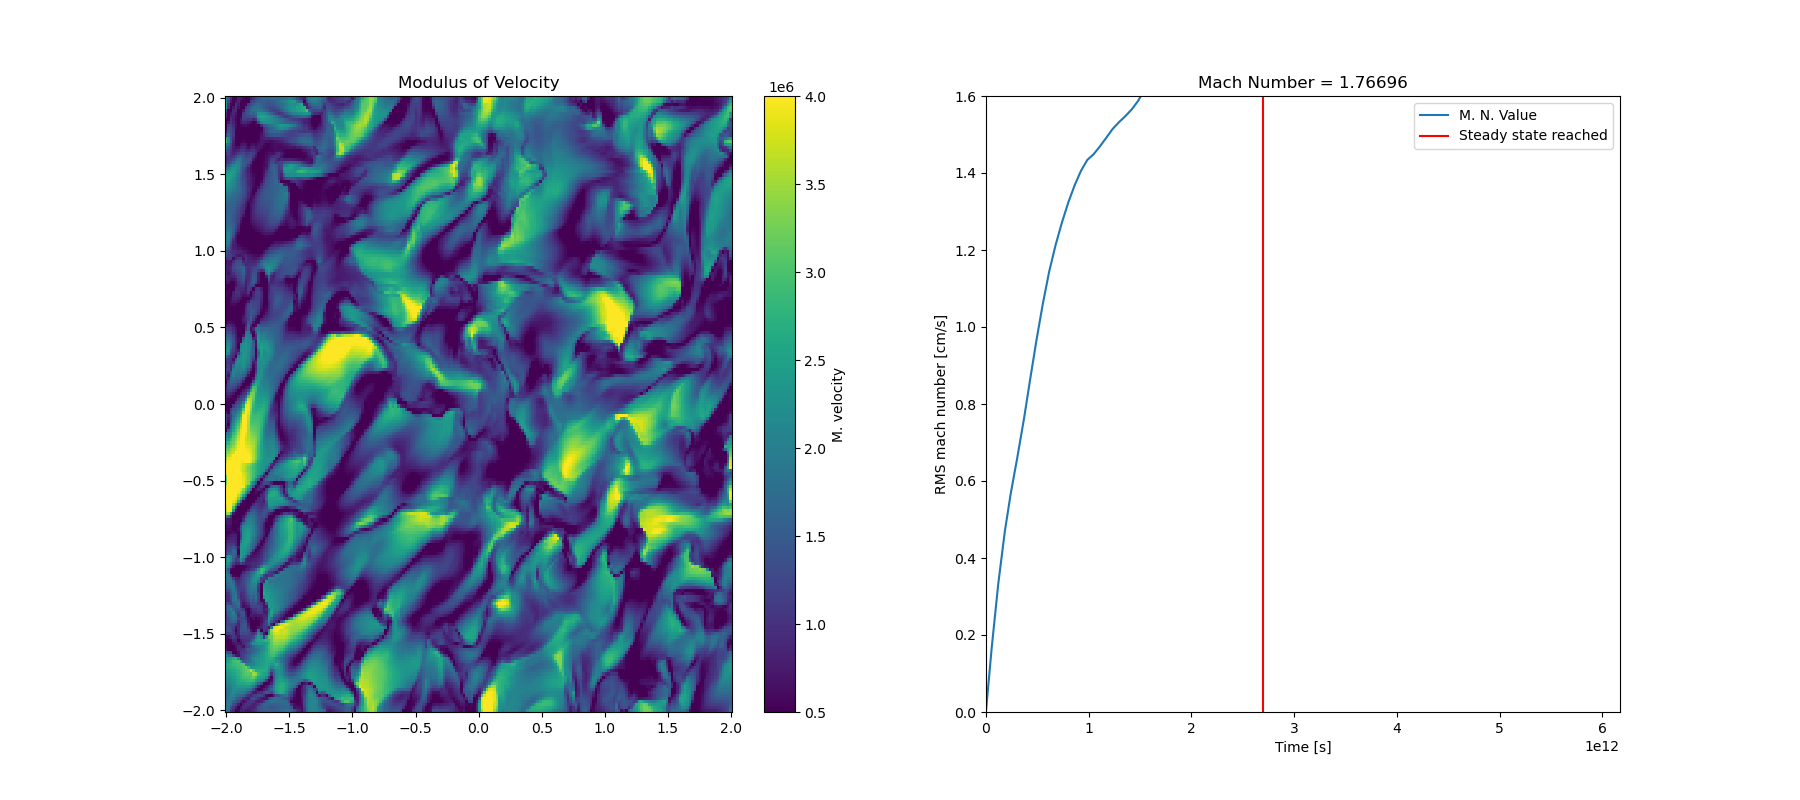 Modulus of Velocity
2.0
1.5
1.0
0.5
0.0
−0.5
−1.0
−1.5
−2.0
−2.0 −1.5 −1.0 −0.5 0.0 0.5 1.0 1.5 2.0
1e6
4.0
3.5
3.0
2.5
2.0
1.5
1.0
0.5
M. velocity
Mach Number = 1.76696
M. N. Value
Steady state reached
RMS mach number [cm/s]
1.6
1.4
1.2
1.0
0.8
0.6
0.4
0.2
0.0
0 1 2 3 4 5 6
1e12
Time [s]